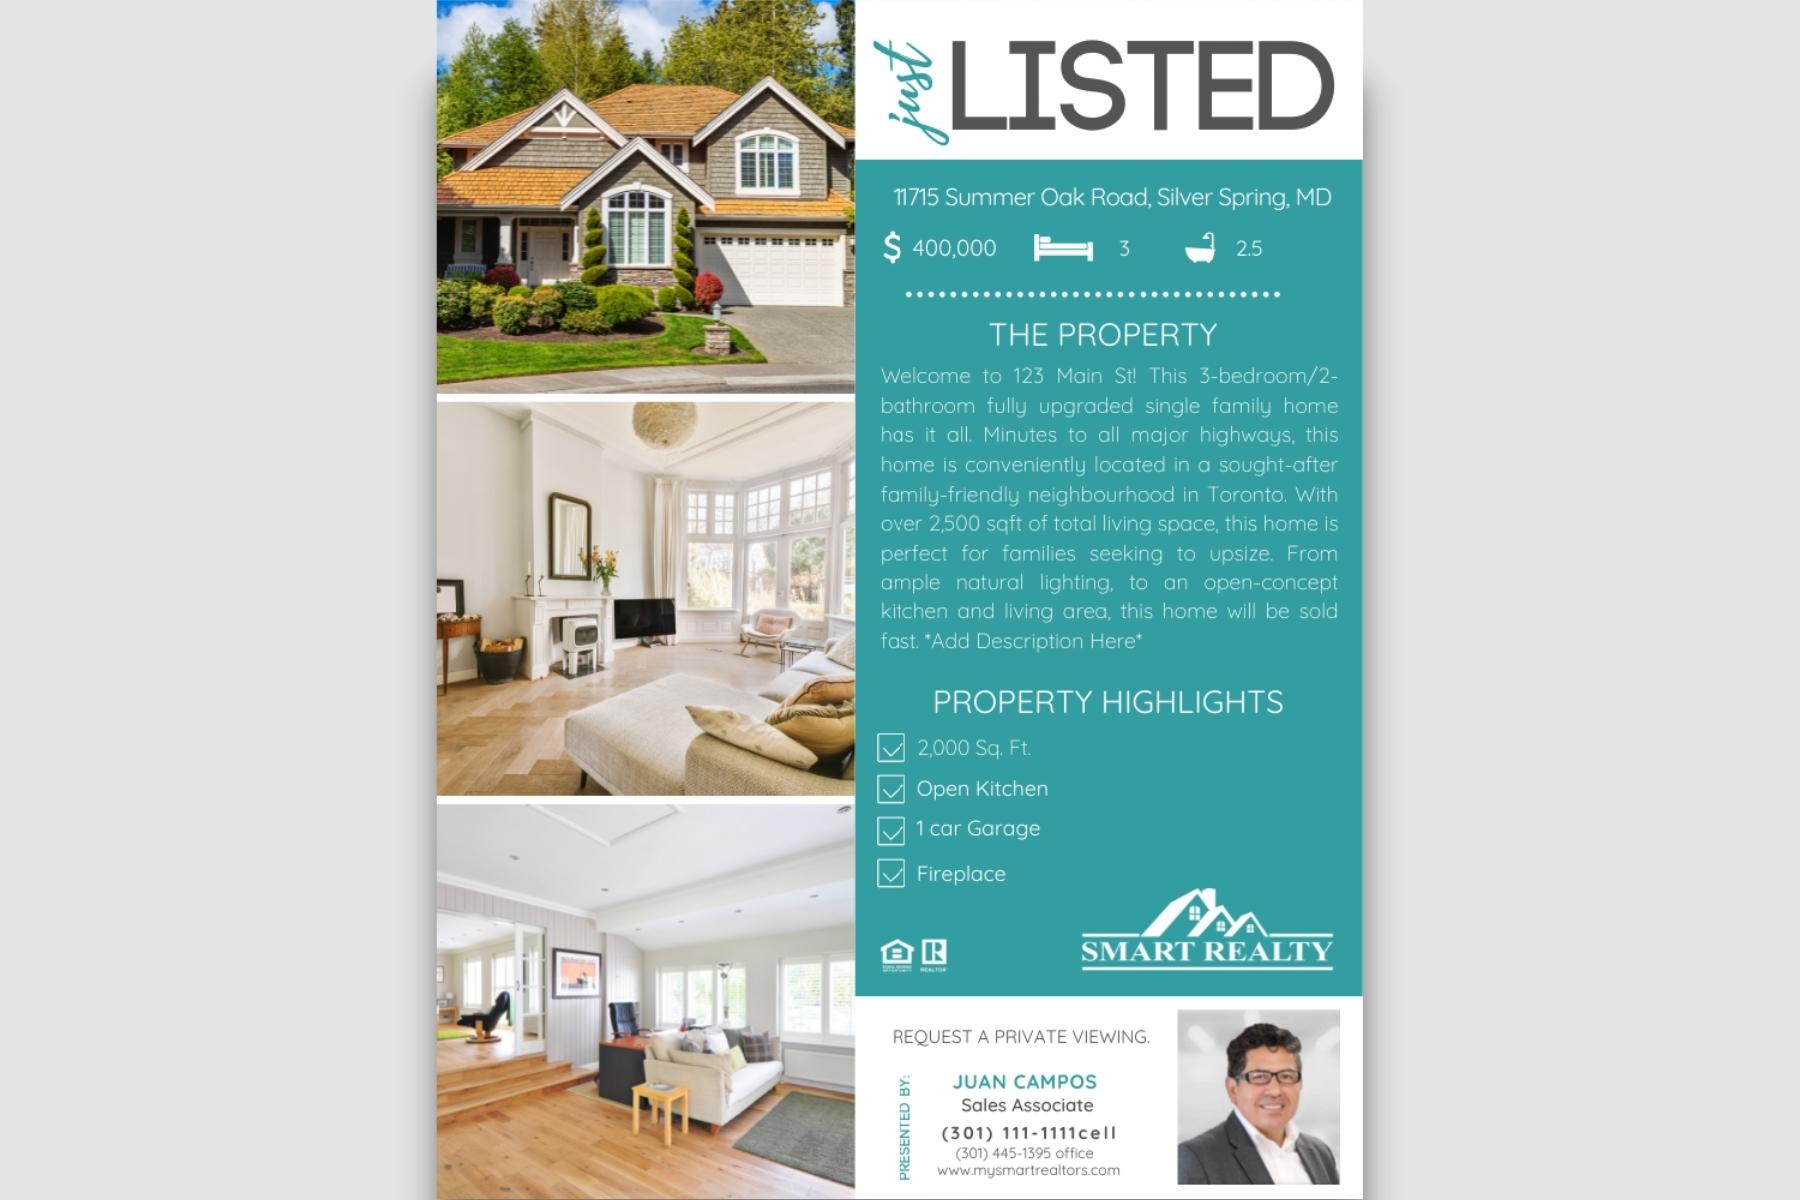 just LISTED
11715 Summer Oak Road, Silver Spring, MD
$ 400,000 3 2.5
THE PROPERTY
Welcome to 123 Main St! This 3-bedroom/2-
bathroom fully upgraded single family home
has it all. Minutes to all major highways, this
home is conveniently located in a sought-after
family-friendly neighbourhood in Toronto. With
over 2,500 sqft of total living space, this home is
perfect for families seeking to upsize. From
ample natural lighting, to an open-concept
kitchen and living area, this home will be sold
fast. *Add Description Here*
PROPERTY HIGHLIGHTS
2,000 Sq. Ft.
Open Kitchen
1 car Garage
Fireplace
REALTOR
SMART REALTY
REQUEST A PRIVATE VIEWING.
PRESENTED BY:
JUAN CAMPOS
Sales Associate
(301) 111-1111cell
(301) 445-1395 office
www.mysmartrealtors.com